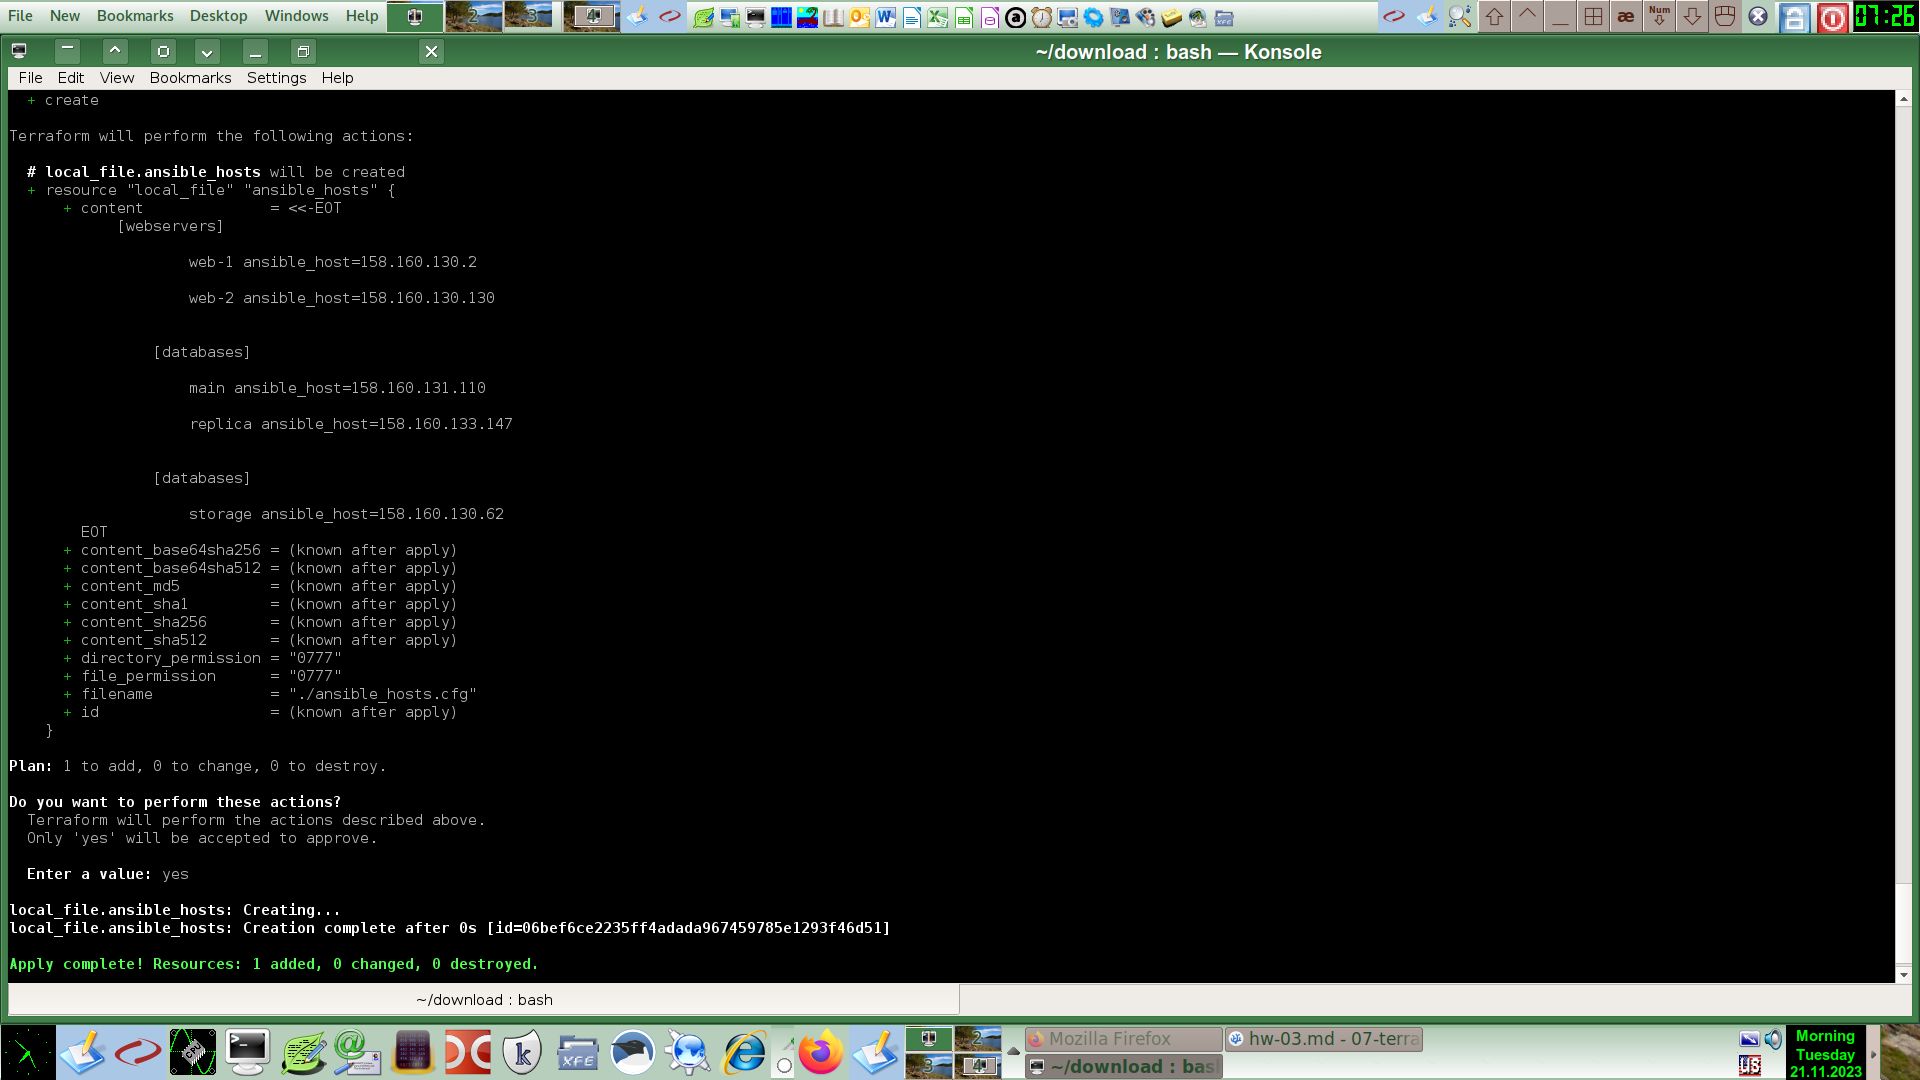 File New Bookmarks Desktop Windows Help
2
3
4
æ
Num
07:26
~/download : bash — Konsole
File Edit View Bookmarks Settings Help
+ create
Terraform will perform the following actions:
# local_file.ansible_hosts will be created
+ resource "local_file" "ansible_hosts" {
+ content = <<-EOT
[webservers]
web-1 ansible_host=158.160.130.2
web-2 ansible_host=158.160.130.130
[databases]
main ansible_host=158.160.131.110
replica ansible_host=158.160.133.147
[databases]
storage ansible_host=158.160.130.62
EOT
+ content_base64sha256 = (known after apply)
+ content_base64sha512 = (known after apply)
+ content_md5 = (known after apply)
+ content_sha1 = (known after apply)
+ content_sha256 = (known after apply)
+ content_sha512 = (known after apply)
+ directory_permission = "0777"
+ file_permission = "0777"
+ filename = "./ansible_hosts.cfg"
+ id = (known after apply)
}
Plan: 1 to add, 0 to change, 0 to destroy.
Do you want to perform these actions?
Terraform will perform the actions described above.
Only 'yes' will be accepted to approve.
Enter a value: yes
local_file.ansible_hosts: Creating...
local_file.ansible_hosts: Creation complete after 0s [id=06bef6ce2235ff4adada967459785e1293f46d51]
Apply complete! Resources: 1 added, 0 changed, 0 destroyed.
~/download : bash
CPU
XFE
2
3
4
Mozilla Firefox
hw-03.md - 07-terra
~/download : bas
US
Morning
Tuesday
21.11.2023